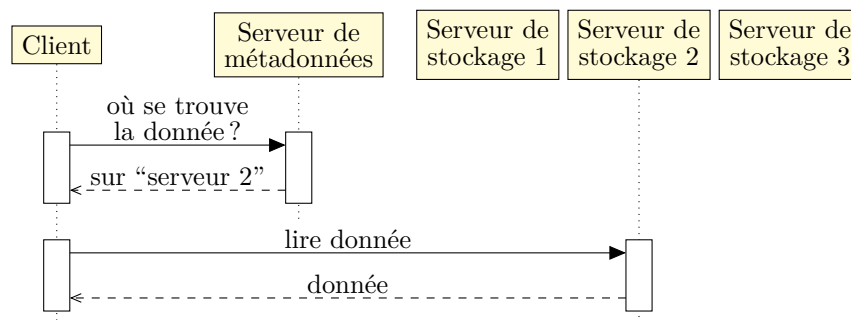 Client
Serveur de
métadonnées
Serveur de
stockage 1
Serveur de
stockage 2
Serveur de
stockage 3
où se trouve
la donnée ?
sur “serveur 2”
lire donnée
donnée